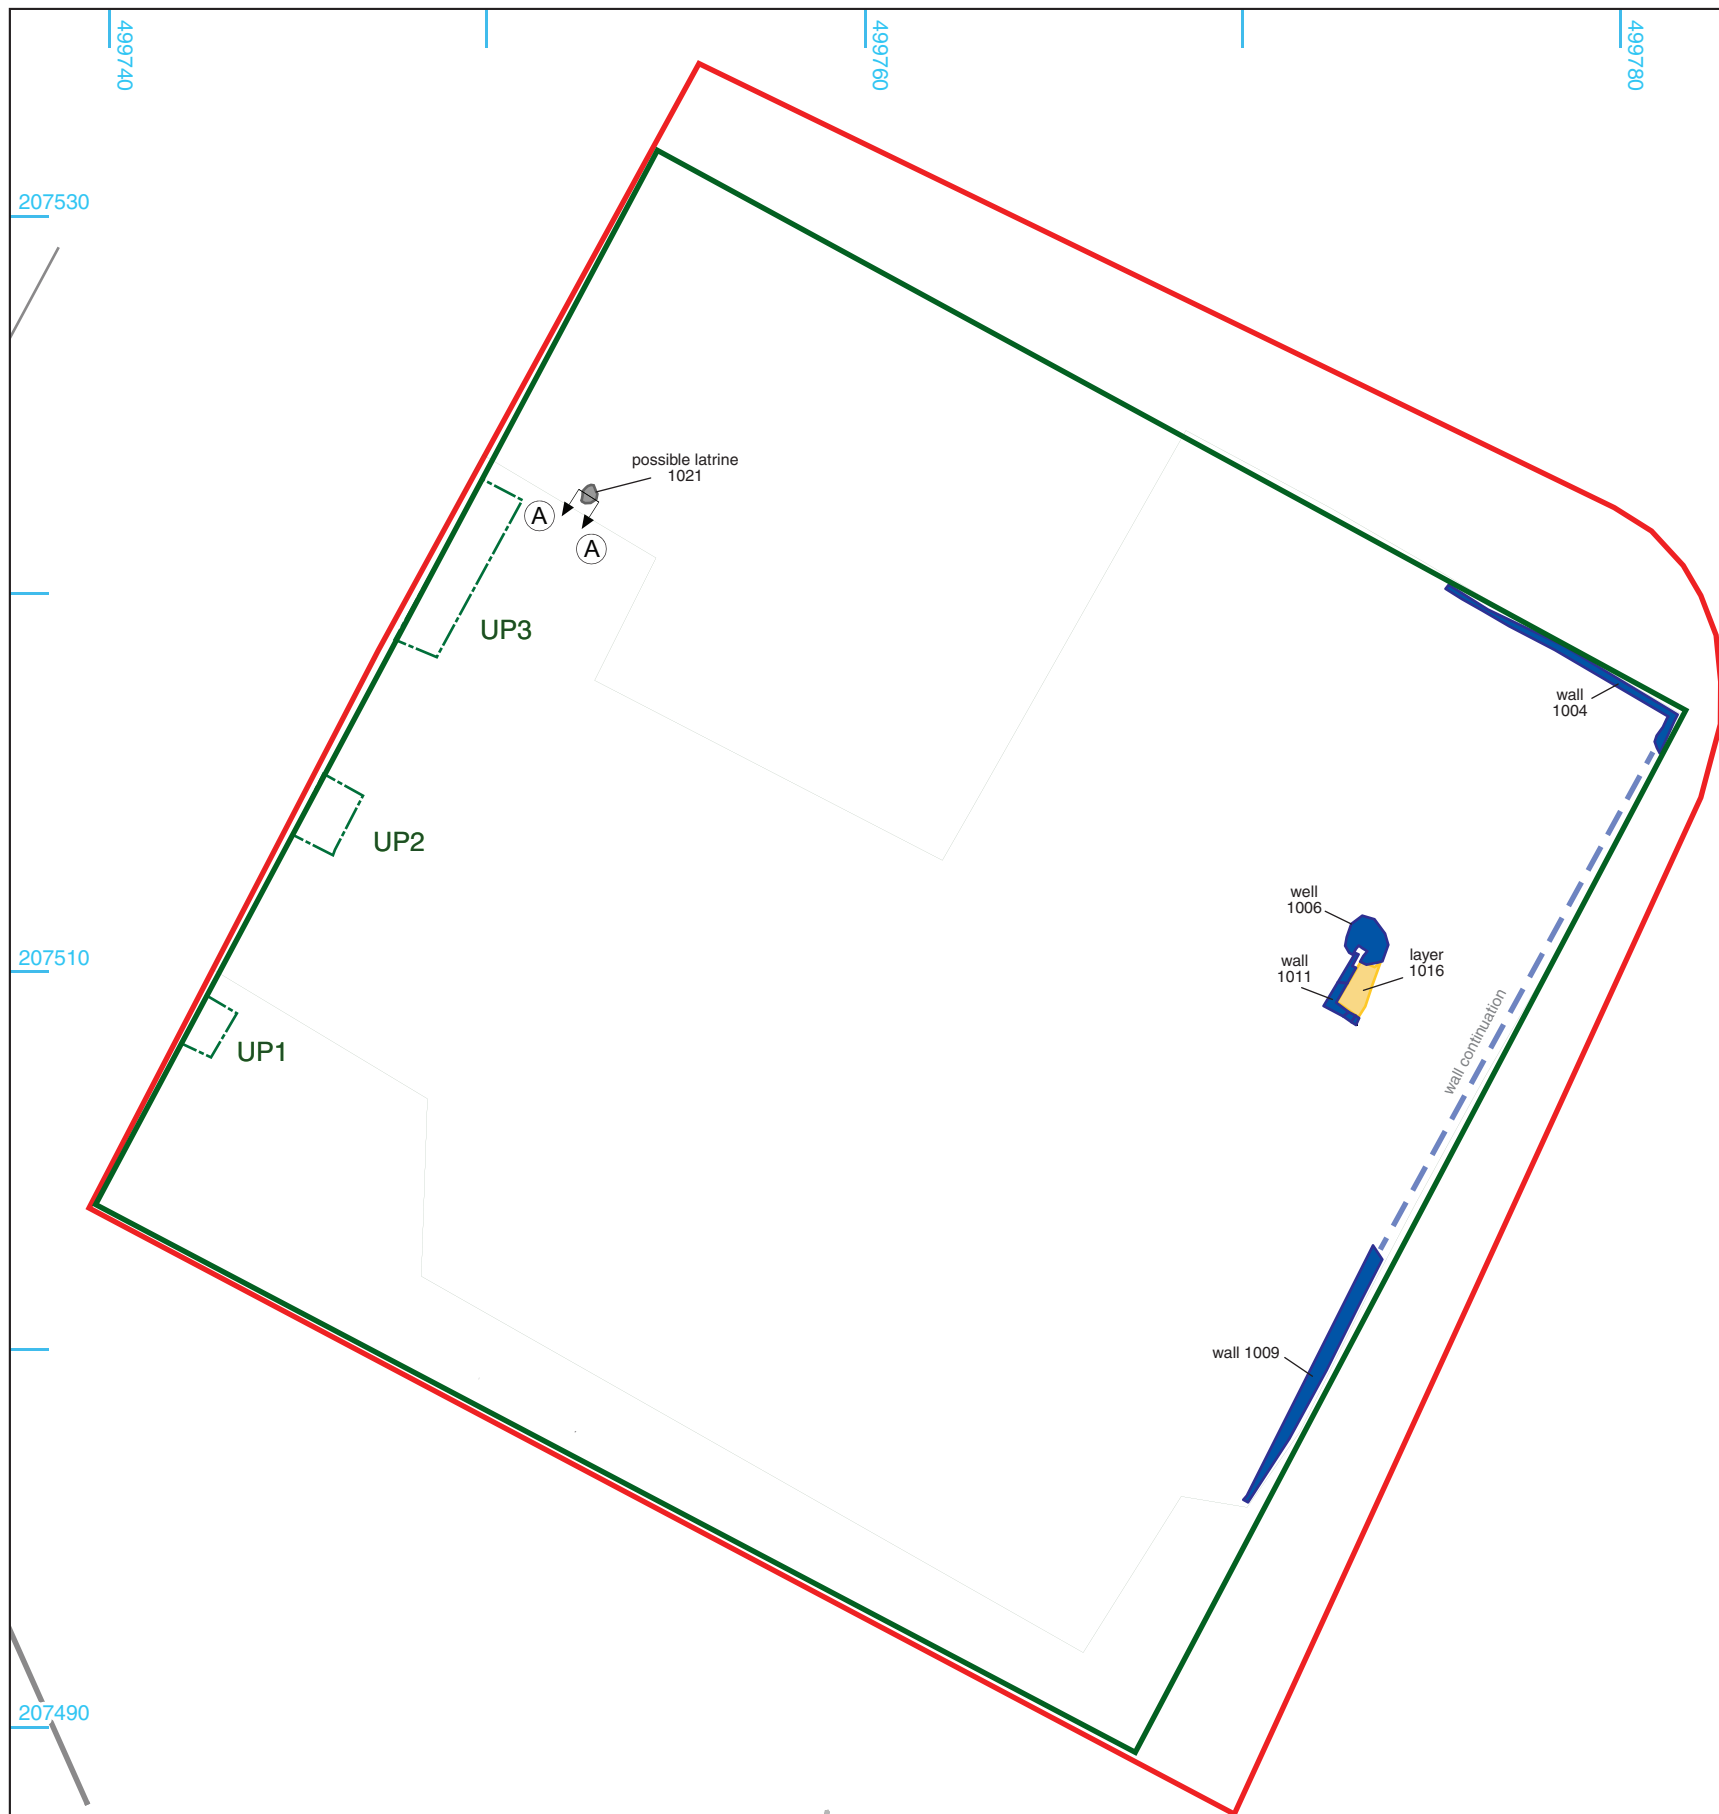 499740
499760
499780
207530
possible latrine
1021
A
A
UP3
wall
1004
UP2
well
1006
layer
1016
wall
1011
207510
wall continuation
UP1
wall 1009
207490